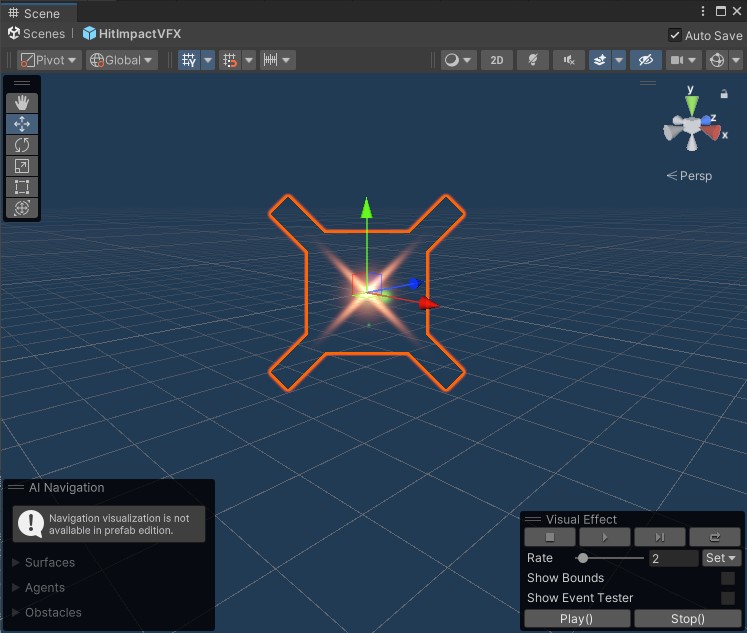 Scene
Scenes
HitImpactVFX
Auto Save
Pivot
Global
2D
y
z
x
Persp
AI Navigation
Navigation visualization is not
available in prefab edition.
Surfaces
Agents
Obstacles
Visual Effect
Rate
2
Set
Show Bounds
Show Event Tester
Play()
Stop()